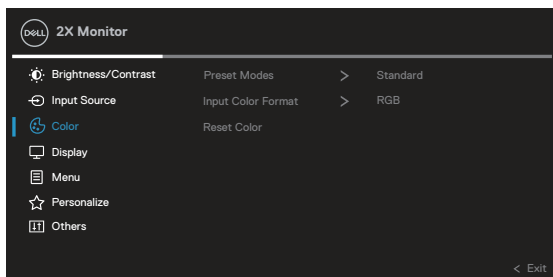 DELL 2X Monitor
Brightness/Contrast Preset Modes > Standard
Input Source Input Color Format > RGB
Color Reset Color
Display
Menu
Personalize
Others
< Exit